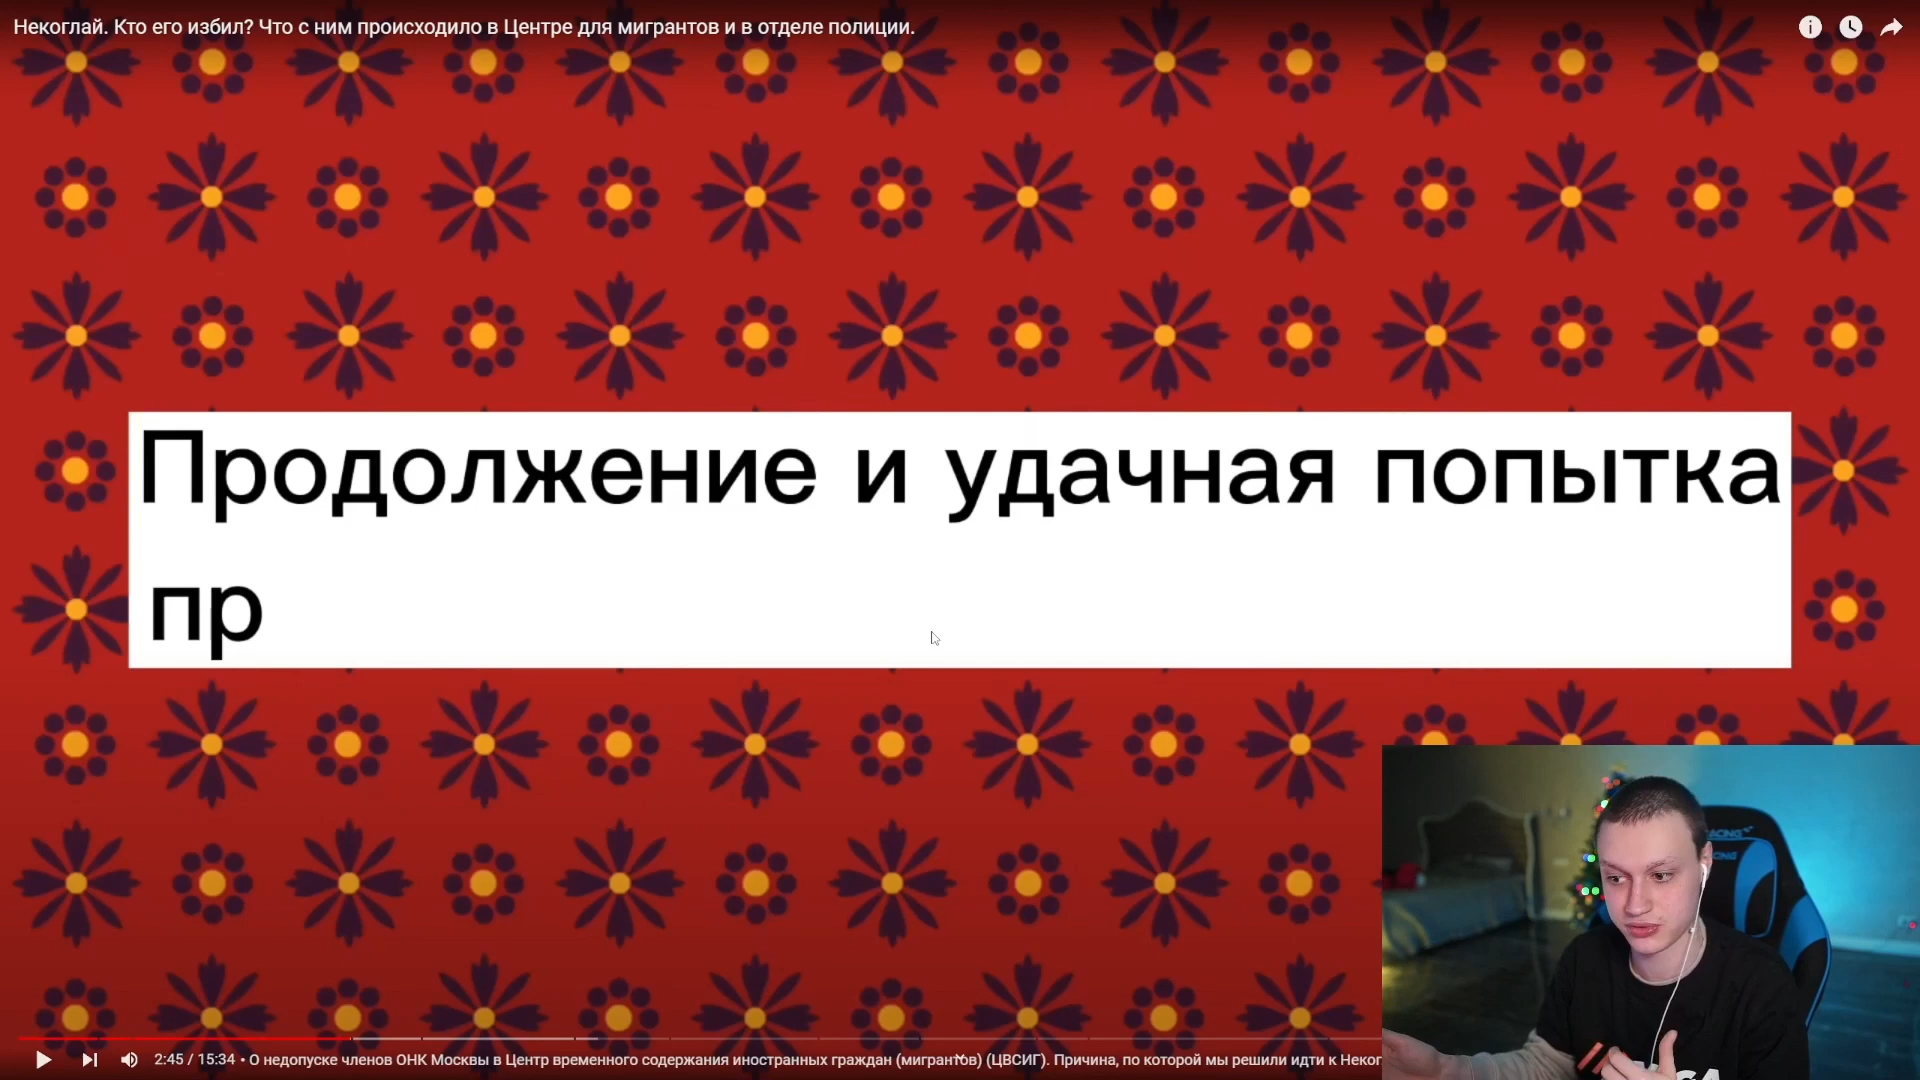 Некоглай. Кто его избил? Что с ним происходило в Центре для мигрантов и в отделе полиции.
Продолжение и удачная попытка
пр
2:45 / 15:34 • О недопуске членов ОНК Москвы в Центр временного содержания иностранных граждан (мигрантов) (ЦВСИГ). Причина, по которой мы решили идти к Неког